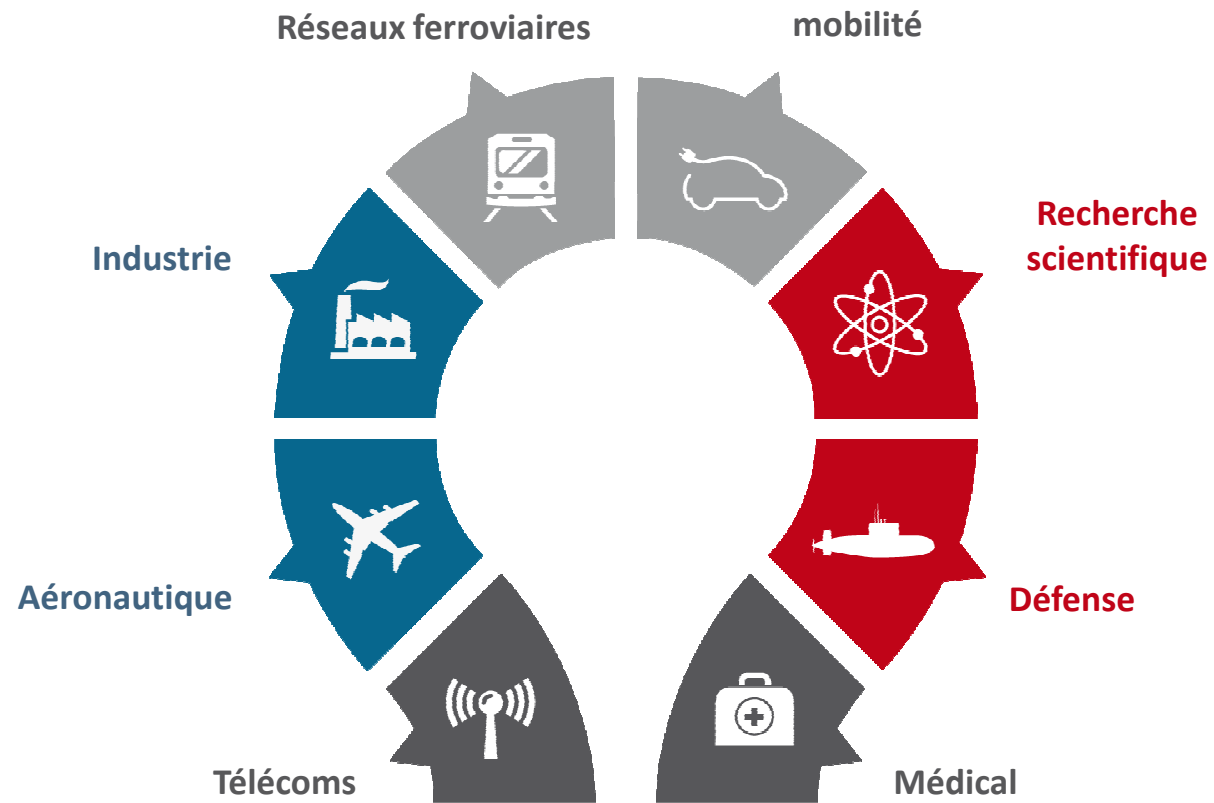 Réseaux ferroviaires
mobilité
Recherche
scientifique
Industrie
Aéronautique
Défense
Télécoms
Médical